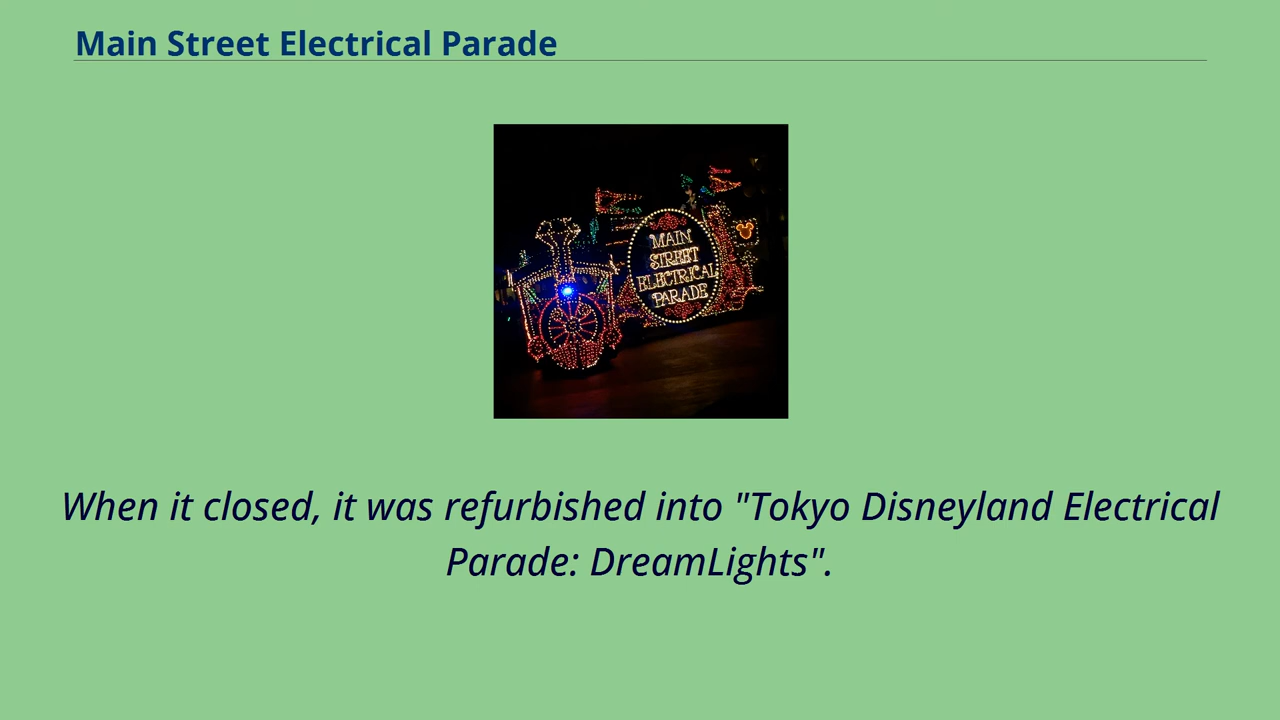 Main Street Electrical Parade
MAIN
STREET
ELECTRICAL
PARADE
When it closed, it was refurbished into "Tokyo Disneyland Electrical
Parade: DreamLights".